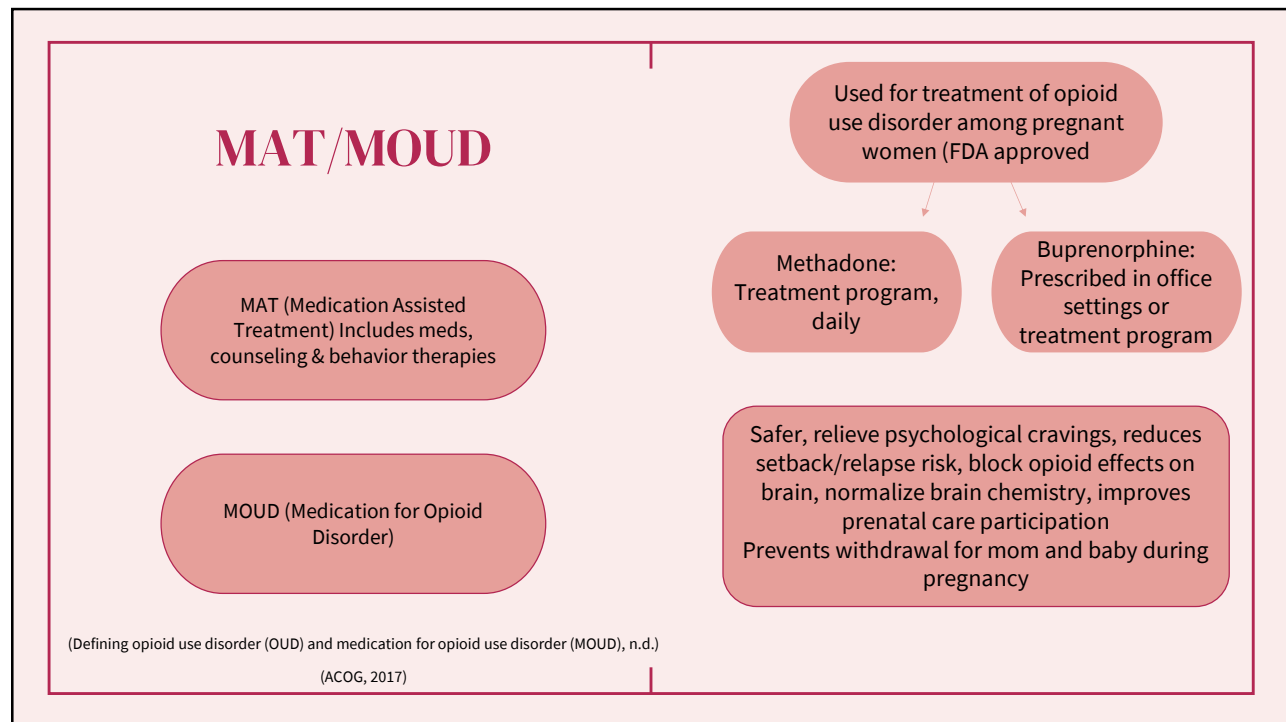 MAT/MOUD
MAT (Medication Assisted
Treatment) Includes meds,
counseling & behavior therapies
MOUD (Medication for Opioid
Disorder)
(Defining opioid use disorder (OUD) and medication for opioid use disorder (MOUD), n.d.)
(ACOG, 2017)
Used for treatment of opioid
use disorder among pregnant
women (FDA approved
Methadone:
Treatment program,
daily
Buprenorphine:
Prescribed in office
settings or
treatment program
Safer, relieve psychological cravings, reduces
setback/relapse risk, block opioid effects on
brain, normalize brain chemistry, improves
prenatal care participation
Prevents withdrawal for mom and baby during
pregnancy